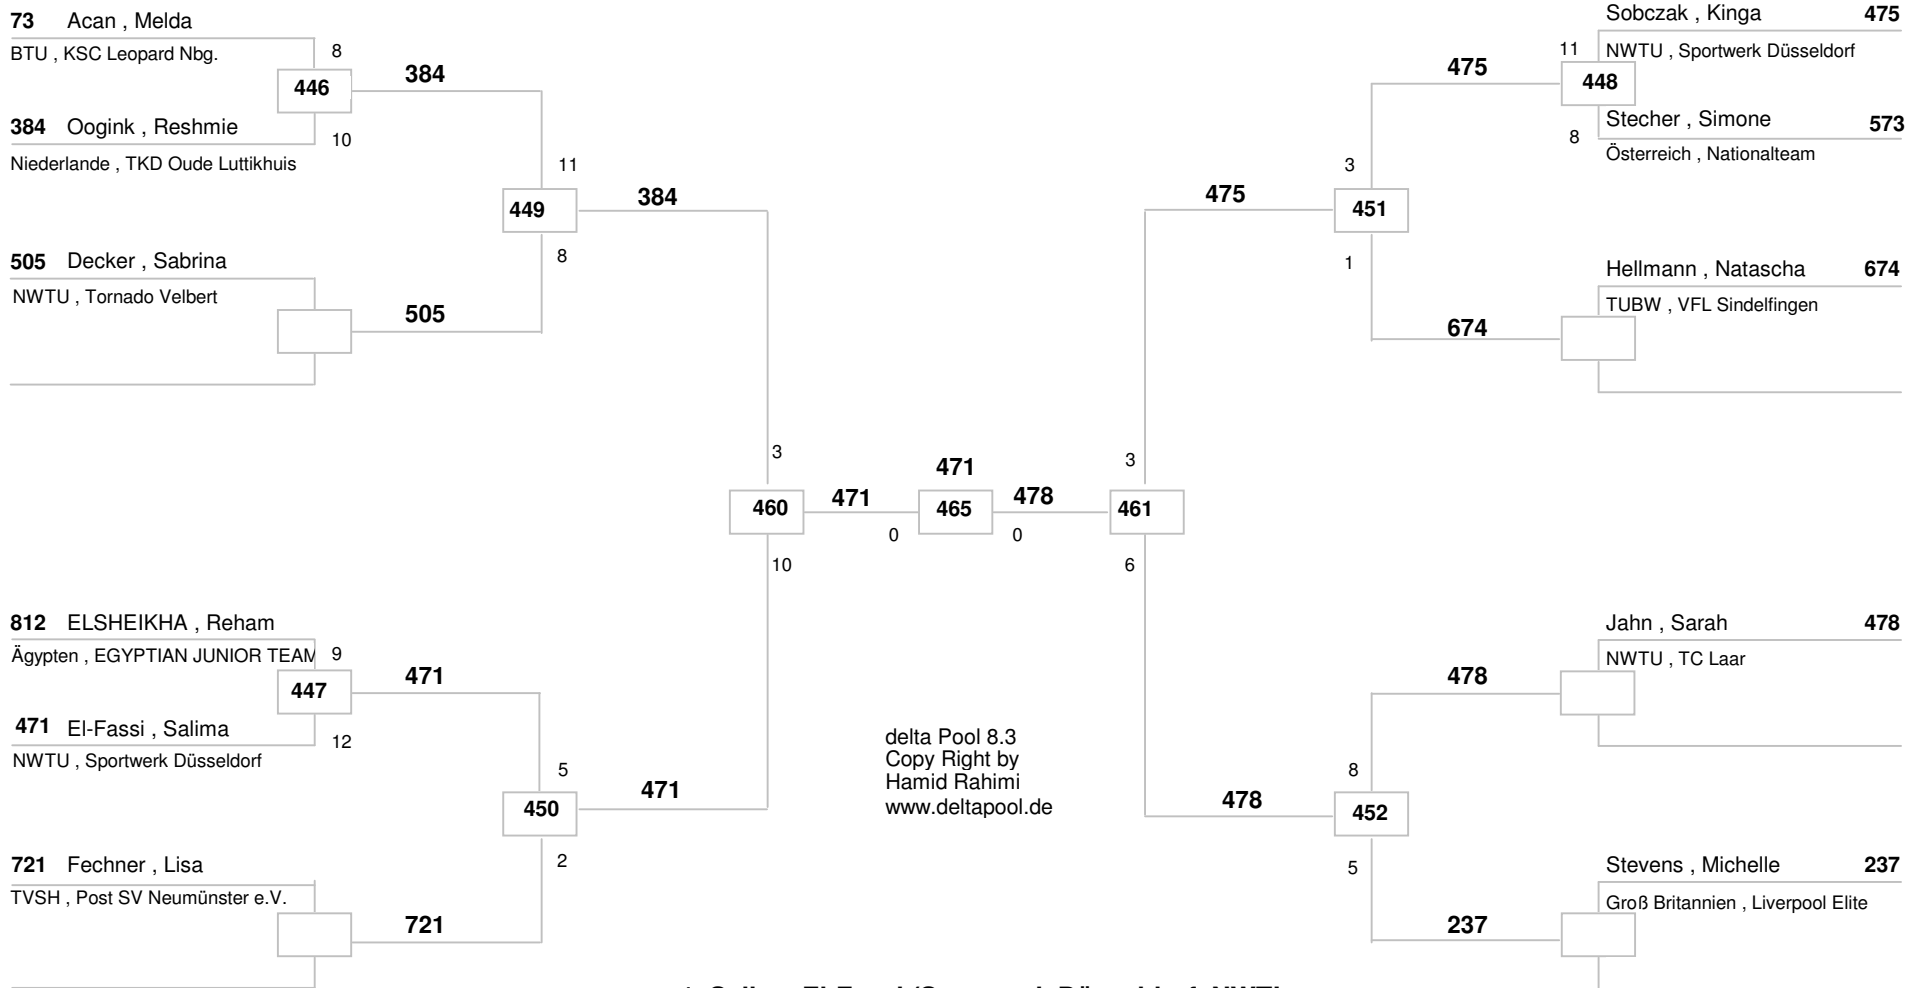 73 Acan , Melda
BTU , KSC Leopard Nbg.
8
446
384
384 Oogink , Reshmie
10
Niederlande , TKD Oude Luttikhuis
11
449
384
8
505 Decker , Sabrina
NWTU , Tornado Velbert
505
3
460
471
10
812 ELSHEIKHA , Reham
Ägypten , EGYPTIAN JUNIOR TEAM
9
447
471
471 El-Fassi , Salima
12
NWTU , Sportwerk Düsseldorf
5
450
471
2
721 Fechner , Lisa
TVSH , Post SV Neumünster e.V.
721
471
465
0
0
478
461
3
6
Sobczak , Kinga 475
11
NWTU , Sportwerk Düsseldorf
475
448
Stecher , Simone 573
8
Österreich , Nationalteam
3
475
451
1
Hellmann , Natascha 674
TUBW , VFL Sindelfingen
674
Jahn , Sarah 478
NWTU , TC Laar
478
8
478
452
5
Stevens , Michelle 237
Groß Britannien , Liverpool Elite
237
delta Pool 8.3
Copy Right by
Hamid Rahimi
www.deltapool.de